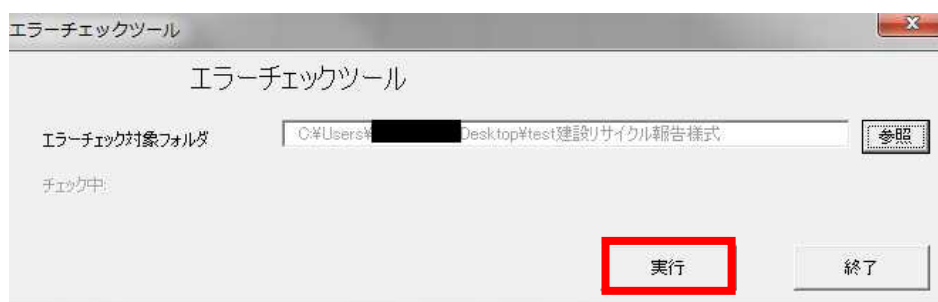 エラーチェックツール
エラーチェックツール
エラーチェック対象フォルダ C:¥Users¥ Desktop¥test建設リサイクル報告様式 参照
チェック中:
実行 終了